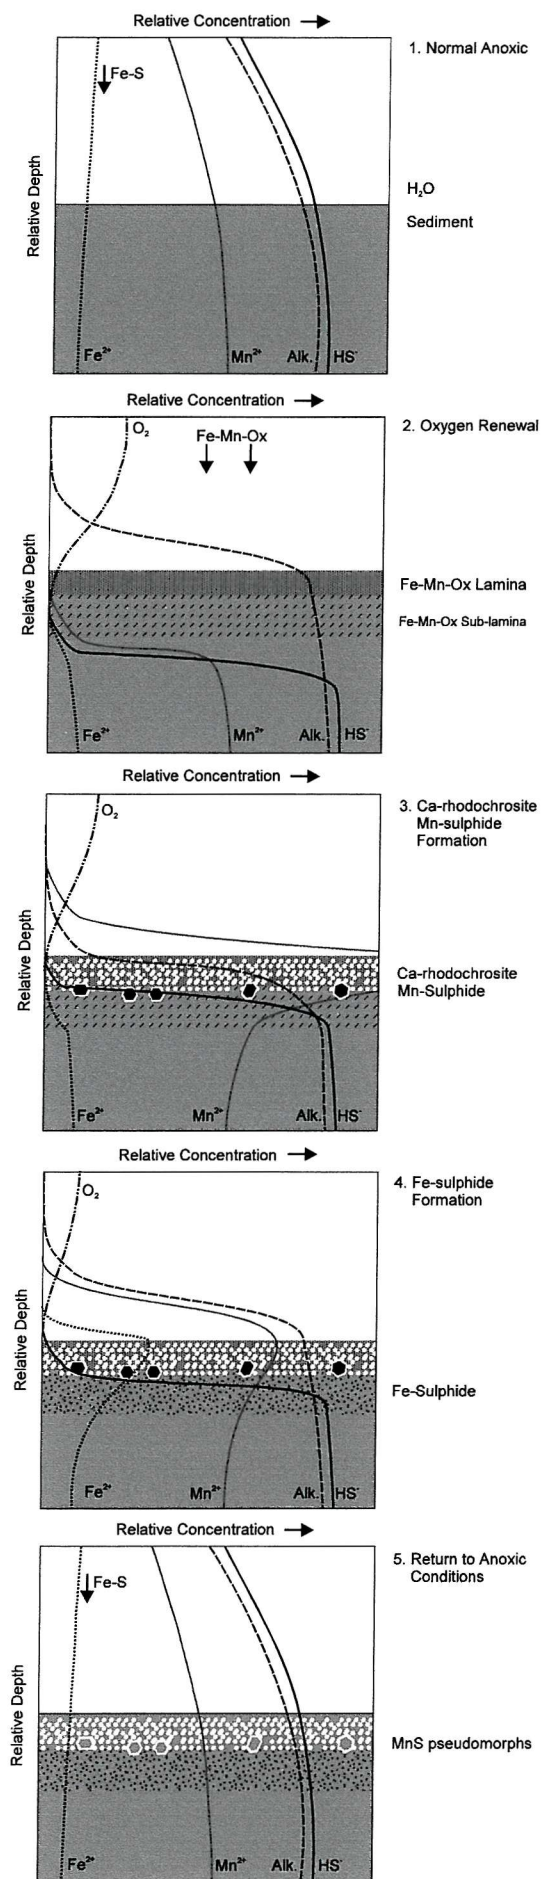 Relative Concentration →
1. Normal Anoxic
Fe-S
Relative Depth
H₂O
Sediment
Fe²⁺ Mn²⁺ Alk. HS⁻
Relative Concentration →
2. Oxygen Renewal
O₂
Fe-Mn-Ox
Relative Depth
Fe-Mn-Ox Lamina
Fe-Mn-Ox Sub-lamina
Fe²⁺ Mn²⁺ Alk. HS⁻
Relative Concentration →
3. Ca-rhodochrosite
Mn-sulphide
Formation
O₂
Relative Depth
Ca-rhodochrosite
Mn-Sulphide
Fe²⁺ Mn²⁺ Alk. HS⁻
Relative Concentration →
4. Fe-sulphide
Formation
O₂
Relative Depth
Fe-Sulphide
Fe²⁺ Mn²⁺ Alk. HS⁻
Relative Concentration →
5. Return to Anoxic
Conditions
Fe-S
Relative Depth
MnS pseudomorphs
Fe²⁺ Mn²⁺ Alk. HS⁻